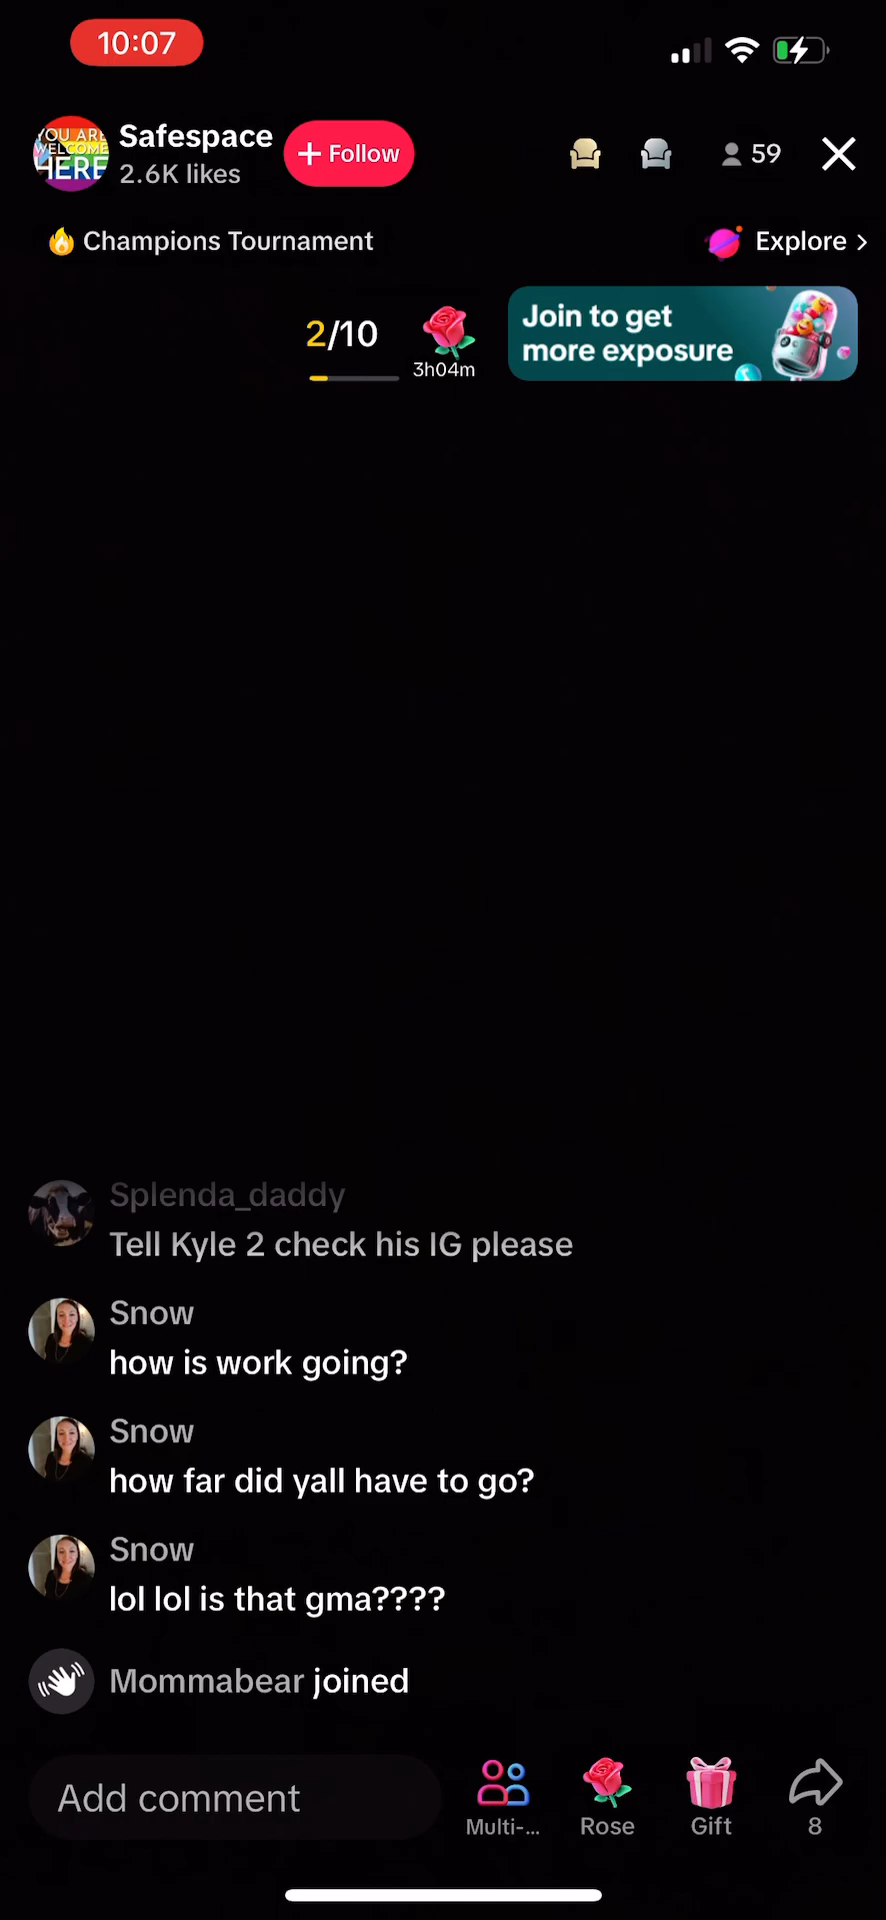 10:07
YOU ARE
WELCOME
HERE
Safespace
2.6K likes
+ Follow
59
🔥 Champions Tournament
Explore >
2/10
3h04m
Join to get
more exposure
Splenda_daddy
Tell Kyle 2 check his IG please
Snow
how is work going?
Snow
how far did yall have to go?
Snow
lol lol is that gma????
Mommabear joined
Add comment
Multi-...
Rose
Gift
8